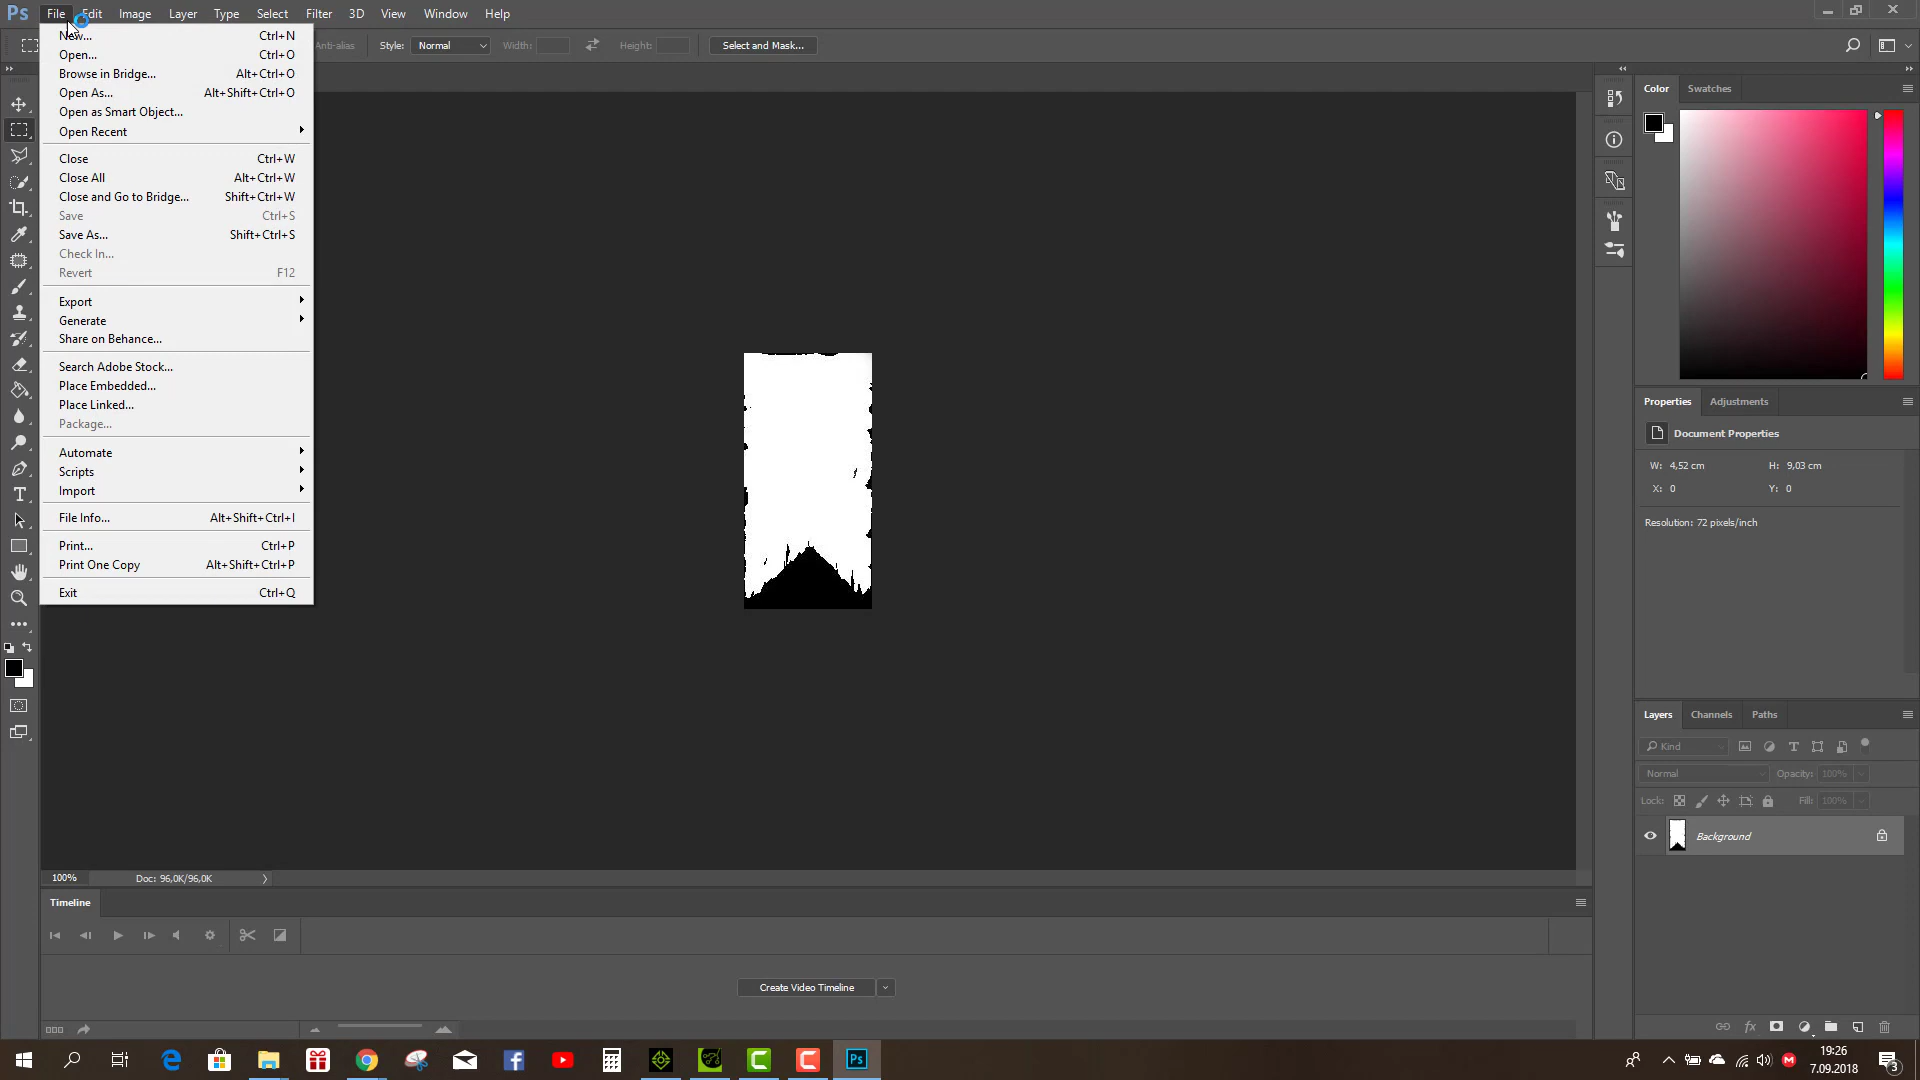 Ps File Edit Image Layer Type Select Filter 3D View Window Help
Anti-alias Style: Normal Width: Height: Select and Mask...
New... Ctrl+N
Open... Ctrl+O
Browse in Bridge... Alt+Ctrl+O
Open As... Alt+Shift+Ctrl+O
Open as Smart Object...
Open Recent
Close Ctrl+W
Close All Alt+Ctrl+W
Close and Go to Bridge... Shift+Ctrl+W
Save Ctrl+S
Save As... Shift+Ctrl+S
Check In...
Revert F12
Export
Generate
Share on Behance...
Search Adobe Stock...
Place Embedded...
Place Linked...
Package...
Automate
Scripts
Import
File Info... Alt+Shift+Ctrl+I
Print... Ctrl+P
Print One Copy Alt+Shift+Ctrl+P
Exit Ctrl+Q
Color Swatches
Properties Adjustments
Document Properties
W: 4,52 cm H: 9,03 cm
X: 0 Y: 0
Resolution: 72 pixels/inch
Layers Channels Paths
Kind
Normal Opacity: 100%
Lock: Fill: 100%
Background
100% Doc: 96,0K/96,0K
Timeline
Create Video Timeline
fx
Ps
19:26
7.09.2018
3